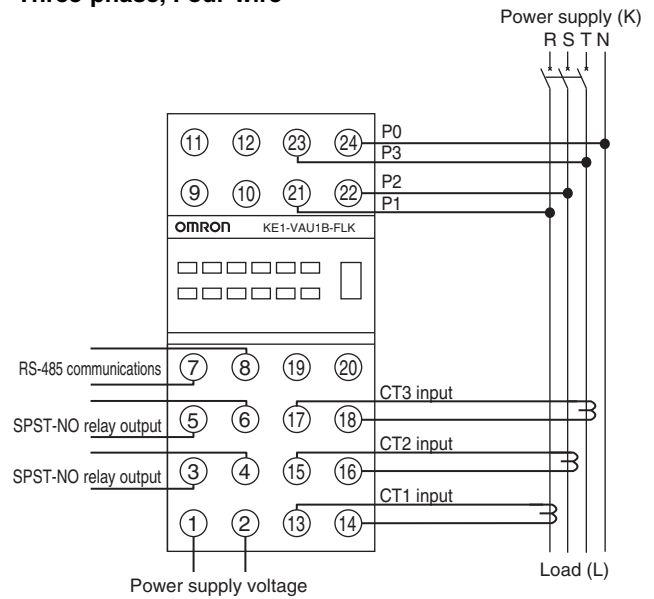 Three-phase, Four-wire
Power supply (K)
R S T N
11 12 23 24 P0
P3
9 10 21 22 P2
P1
OMRON KE1-VAU1B-FLK
RS-485 communications 7 8 19 20
CT3 input
SPST-NO relay output 5 6 17 18
CT2 input
SPST-NO relay output 3 4 15 16
CT1 input
1 2 13 14
Load (L)
Power supply voltage